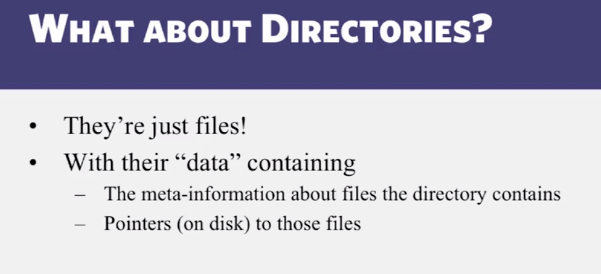 WHAT ABOUT DIRECTORIES?
• They're just files!
• With their “data” containing
– The meta-information about files the directory contains
– Pointers (on disk) to those files